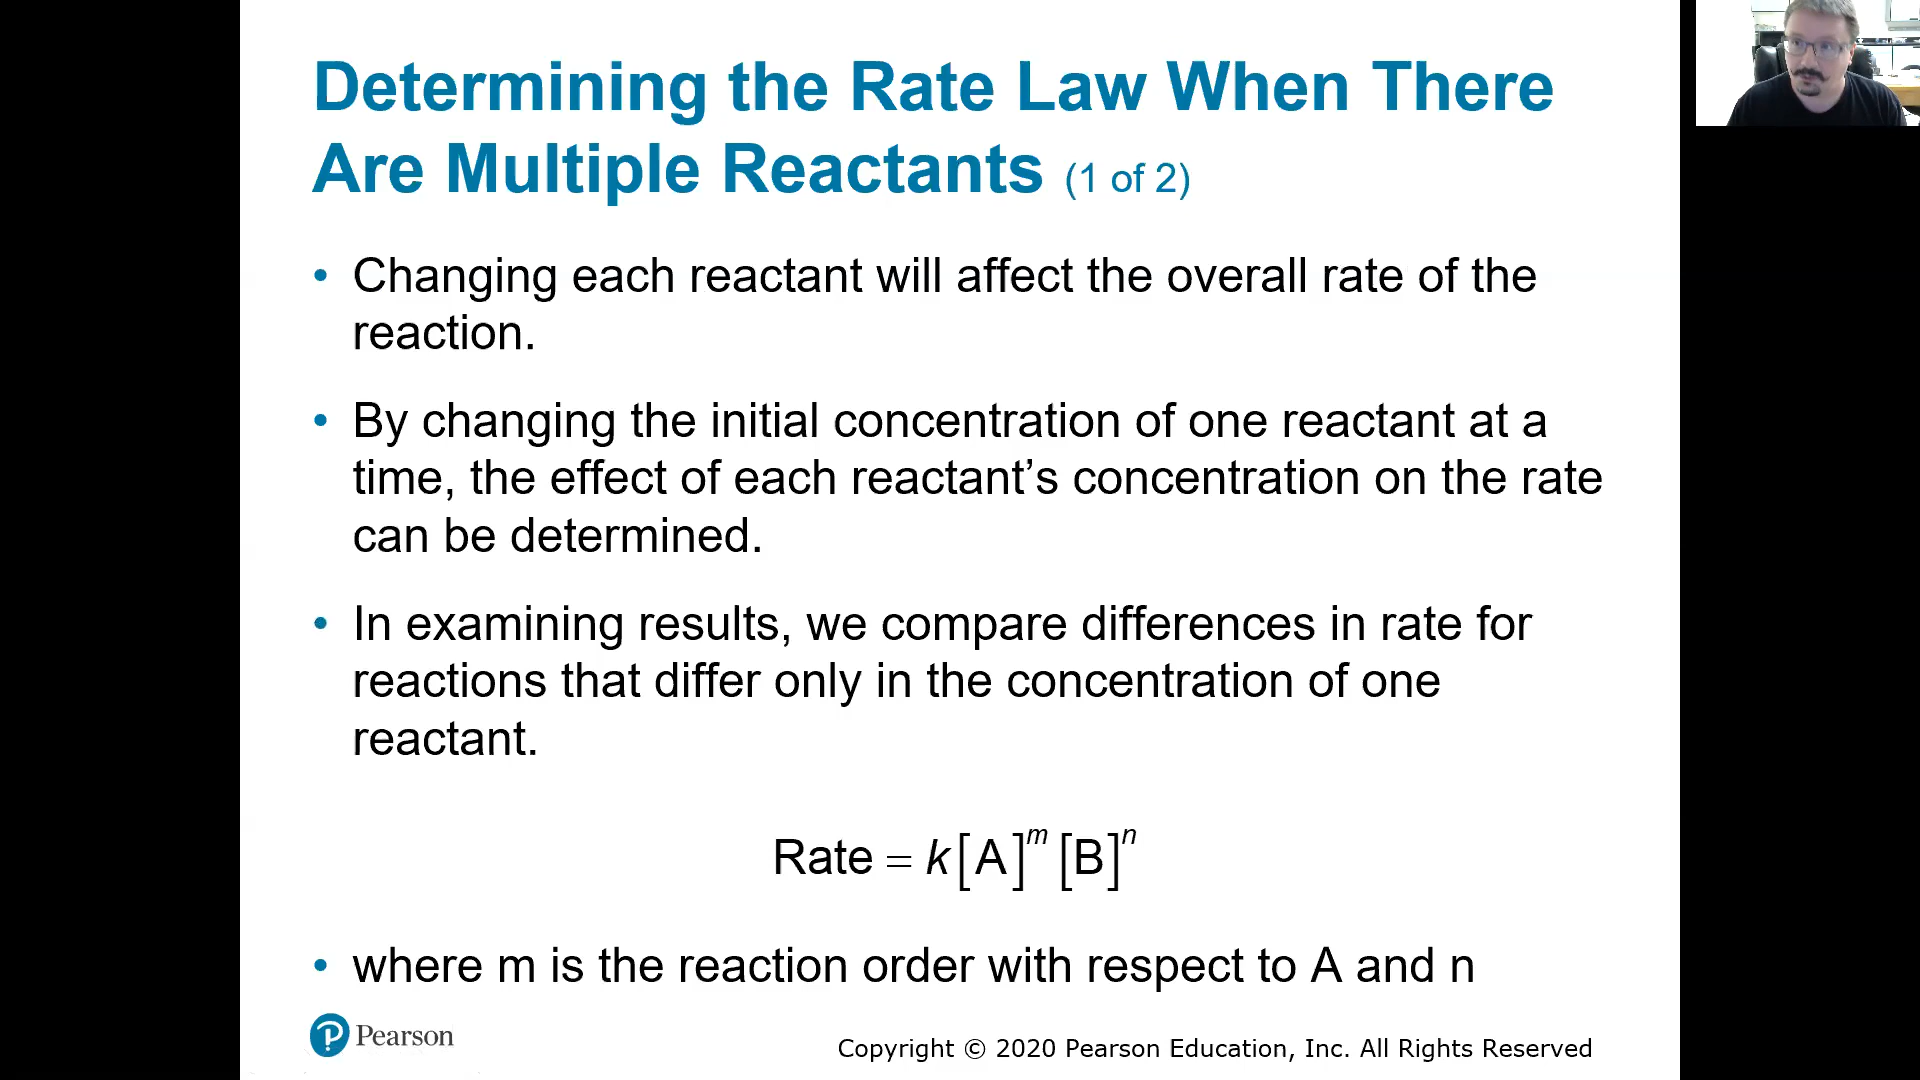 Determining the Rate Law When There
Are Multiple Reactants (1 of 2)
• Changing each reactant will affect the overall rate of the
reaction.
• By changing the initial concentration of one reactant at a
time, the effect of each reactant’s concentration on the rate
can be determined.
• In examining results, we compare differences in rate for
reactions that differ only in the concentration of one
reactant.
Rate = k[A]^m [B]^n
• where m is the reaction order with respect to A and n
Pearson
Copyright © 2020 Pearson Education, Inc. All Rights Reserved